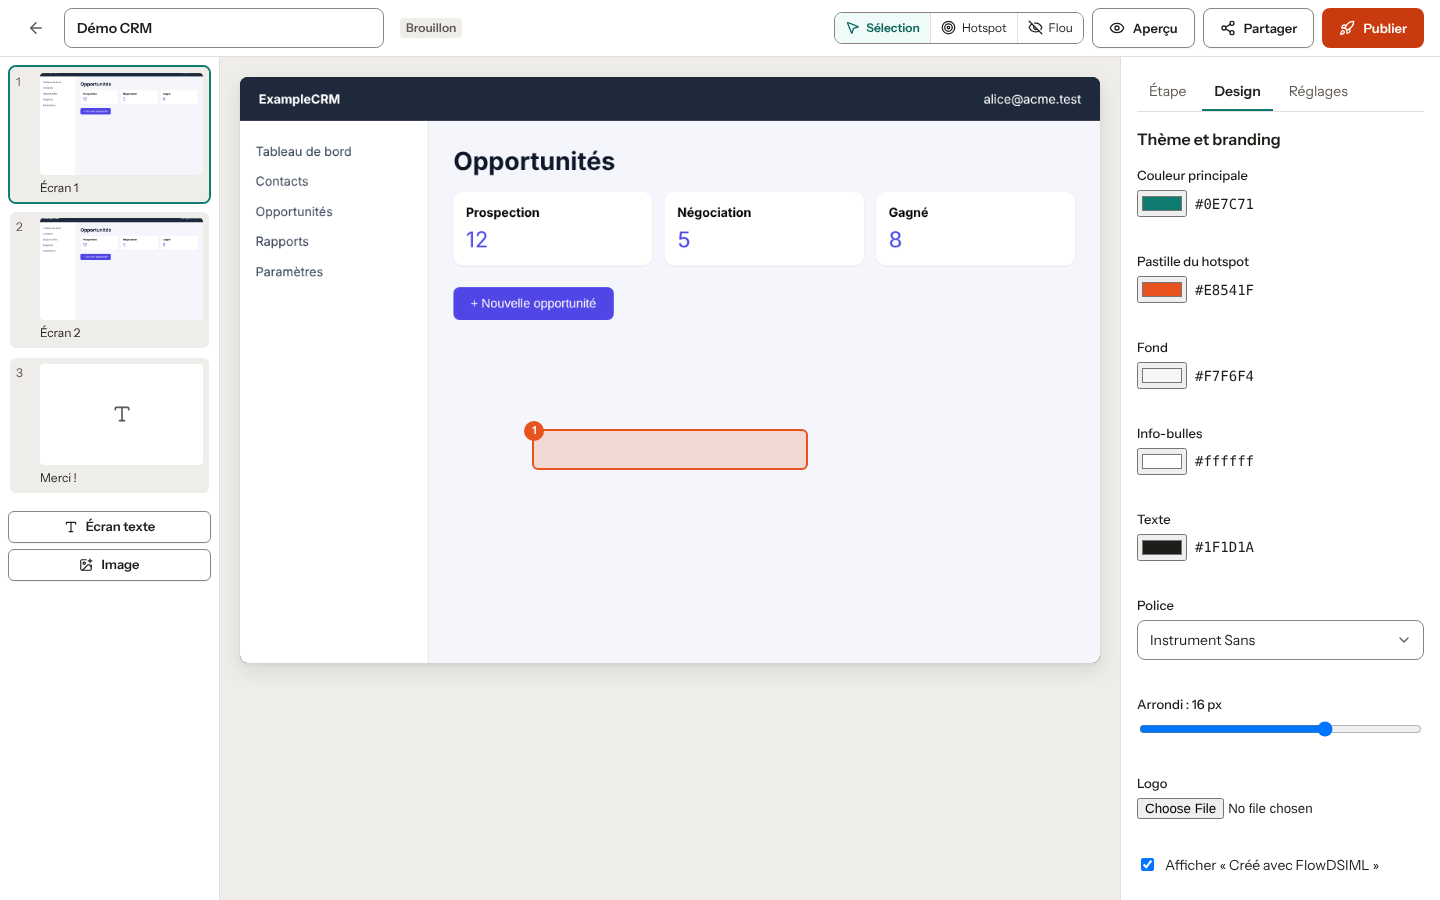 Démo CRM
Brouillon
Sélection
Hotspot
Flou
Aperçu
Partager
Publier
1
Opportunités
Écran 1
2
Opportunités
Écran 2
3
T
Merci !
Écran texte
Image
ExampleCRM
alice@acme.test
Tableau de bord
Contacts
Opportunités
Rapports
Paramètres
Opportunités
Prospection
12
Négociation
5
Gagné
8
+ Nouvelle opportunité
1
Étape
Design
Réglages
Thème et branding
Couleur principale
#0E7C71
Pastille du hotspot
#E8541F
Fond
#F7F6F4
Info-bulles
#ffffff
Texte
#1F1D1A
Police
Instrument Sans
Arrondi : 16 px
Logo
Choose File No file chosen
Afficher « Créé avec FlowDSIML »